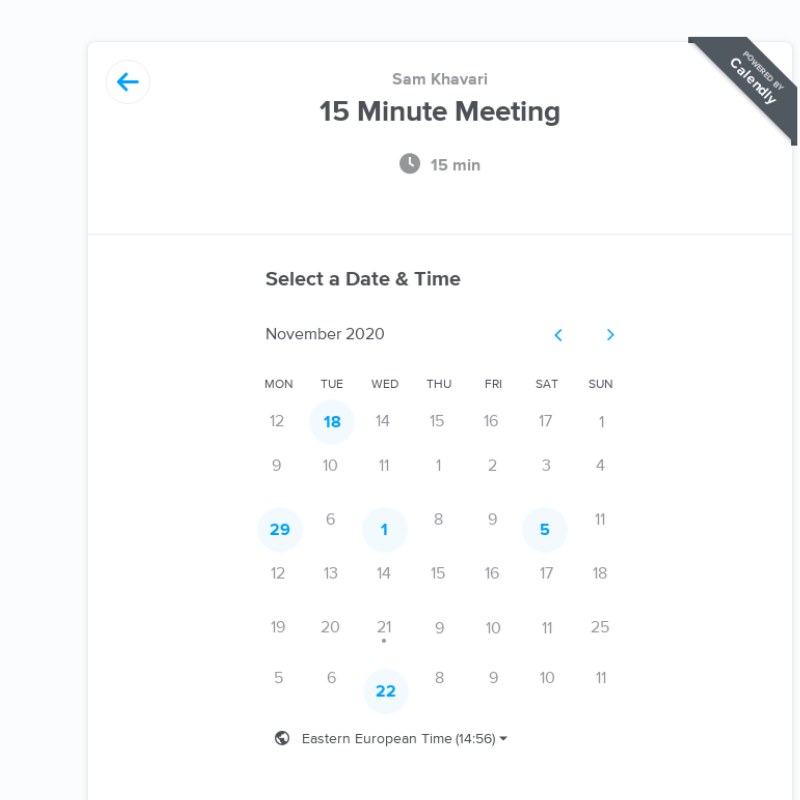 POWERED BY
Calendly
Sam Khavari
15 Minute Meeting
15 min
Select a Date & Time
November 2020
MON TUE WED THU FRI SAT SUN
12 18 14 15 16 17 1
9 10 11 1 2 3 4
29 6 1 8 9 5 11
12 13 14 15 16 17 18
19 20 21 9 10 11 25
5 6 22 8 9 10 11
Eastern European Time (14:56)